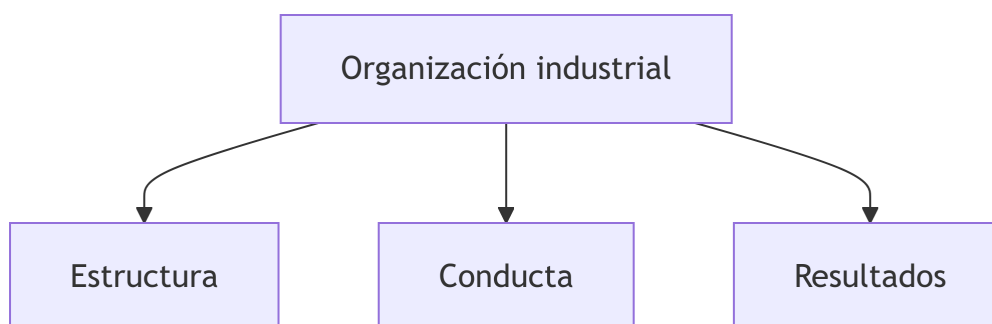 Organización industrial
Estructura
Conducta
Resultados